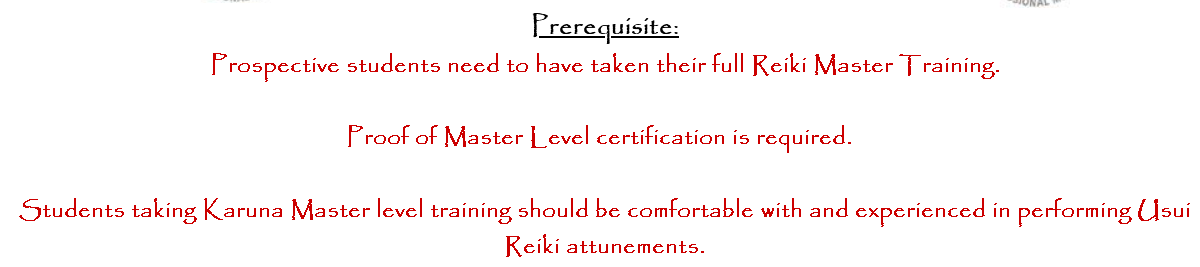 Prerequisite:
Prospective students need to have taken their full Reiki Master Training.
Proof of Master Level certification is required.
Students taking Karuna Master level training should be comfortable with and experienced in performing Usui
Reiki attunements.